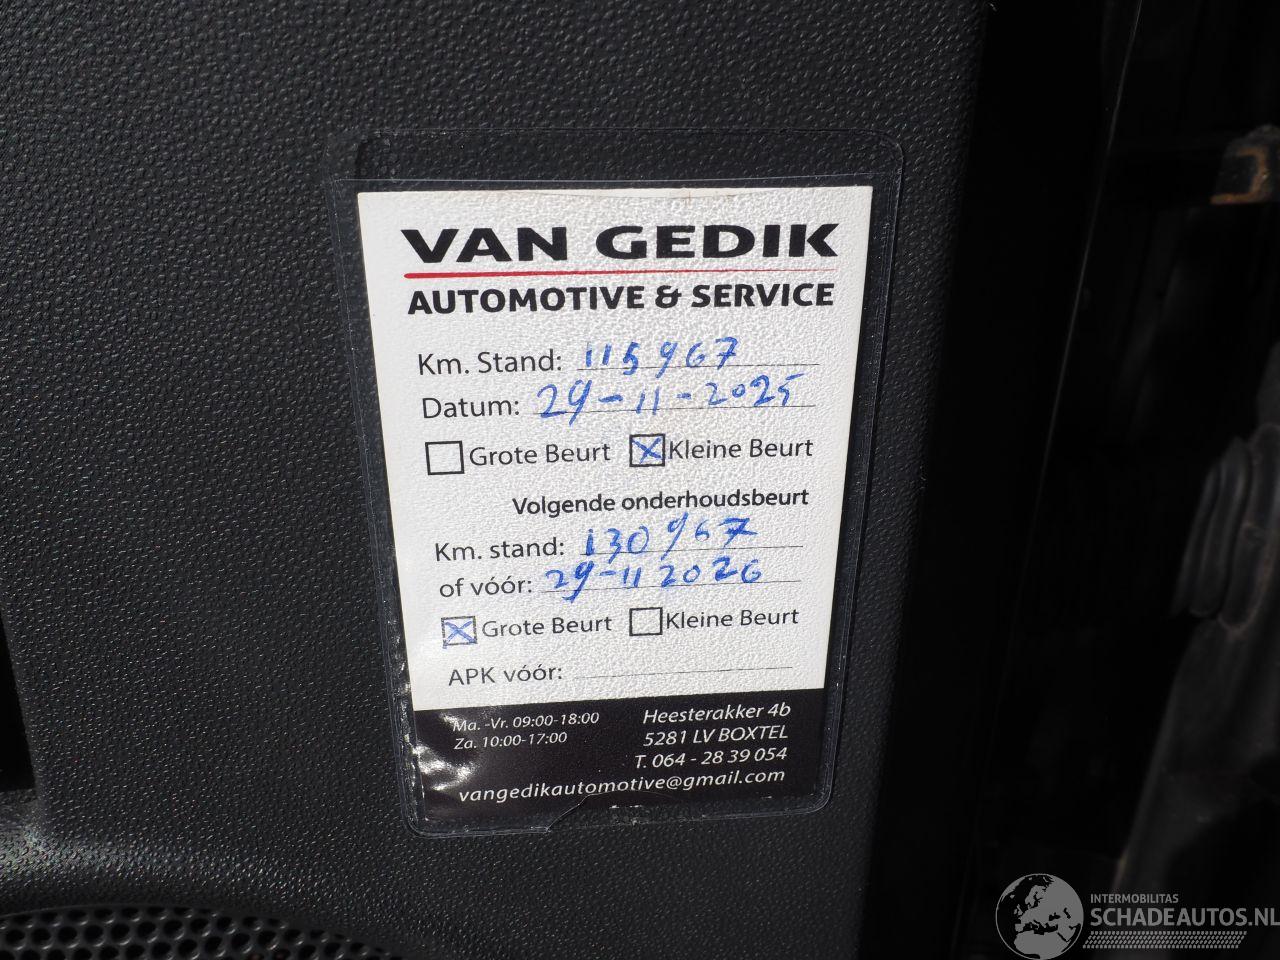 VAN GEDIK
AUTOMOTIVE & SERVICE
Km. Stand: 115967
Datum: 29-11-2025
Grote Beurt Kleine Beurt
Volgende onderhoudsbeurt
Km. stand: 130967
of vóór: 29-11 2026
Grote Beurt Kleine Beurt
APK vóór:
Ma. -Vr. 09:00-18:00
Za. 10:00-17:00
Heesterakker 4b
5281 LV BOXTEL
T. 064 - 28 39 054
vangedikautomotive@gmail.com
INTERMOBILITAS
SCHADEAUTOS.NL